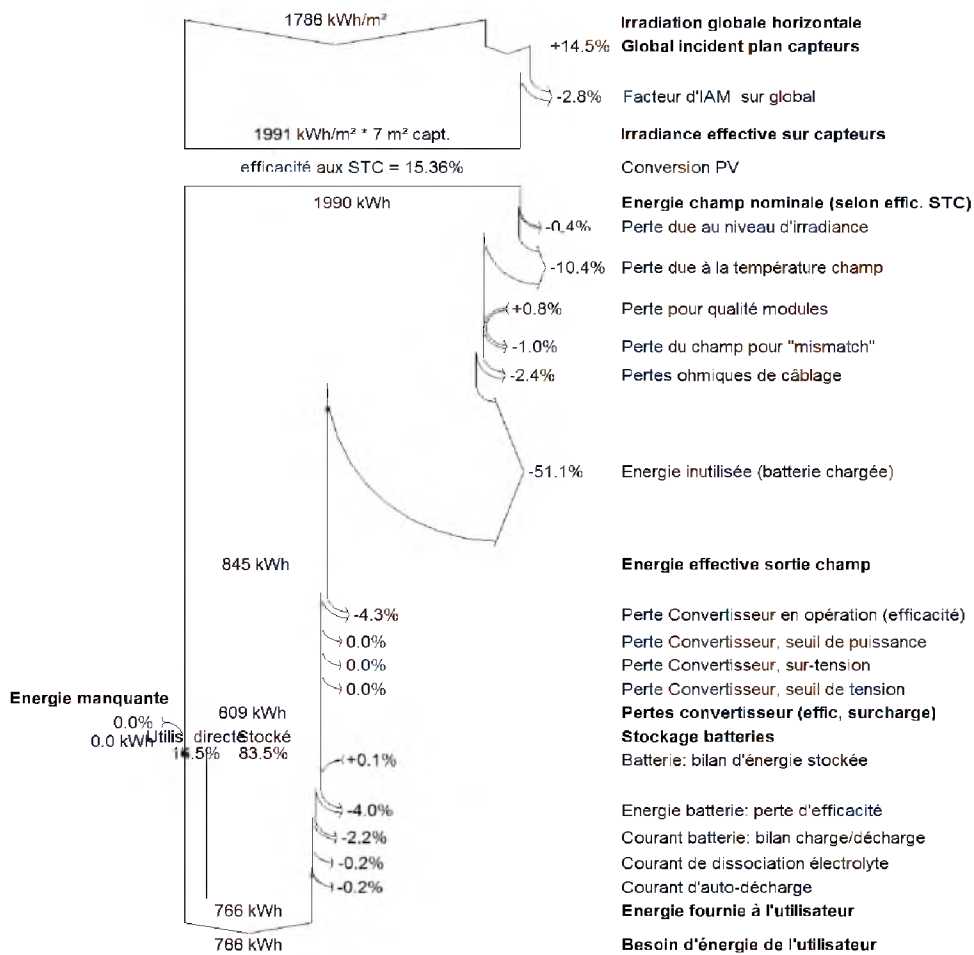 1786 kWh/m² Irradiation globale horizontale
+14.5% Global incident plan capteurs
-2.8% Facteur d'IAM sur global
1991 kWh/m² * 7 m² capt. Irradiance effective sur capteurs
efficacité aux STC = 15.36% Conversion PV
1990 kWh Energie champ nominale (selon effic. STC)
-0.4% Perte due au niveau d'irradiance
-10.4% Perte due à la température champ
+0.8% Perte pour qualité modules
-1.0% Perte du champ pour "mismatch"
-2.4% Pertes ohmiques de câblage
-51.1% Energie inutilisée (batterie chargée)
845 kWh Energie effective sortie champ
-4.3% Perte Convertisseur en opération (efficacité)
0.0% Perte Convertisseur, seuil de puissance
0.0% Perte Convertisseur, sur-tension
0.0% Perte Convertisseur, seuil de tension
Energie manquante
809 kWh Pertes convertisseur (effic, surcharge)
0.0%
0.0 kWh Utilis. directe Stocké Stockage batteries
16.5% 83.5% +0.1% Batterie: bilan d'énergie stockée
-4.0% Energie batterie: perte d'efficacité
-2.2% Courant batterie: bilan charge/décharge
-0.2% Courant de dissociation électrolyte
-0.2% Courant d'auto-décharge
766 kWh Energie fournie à l'utilisateur
766 kWh Besoin d'énergie de l'utilisateur